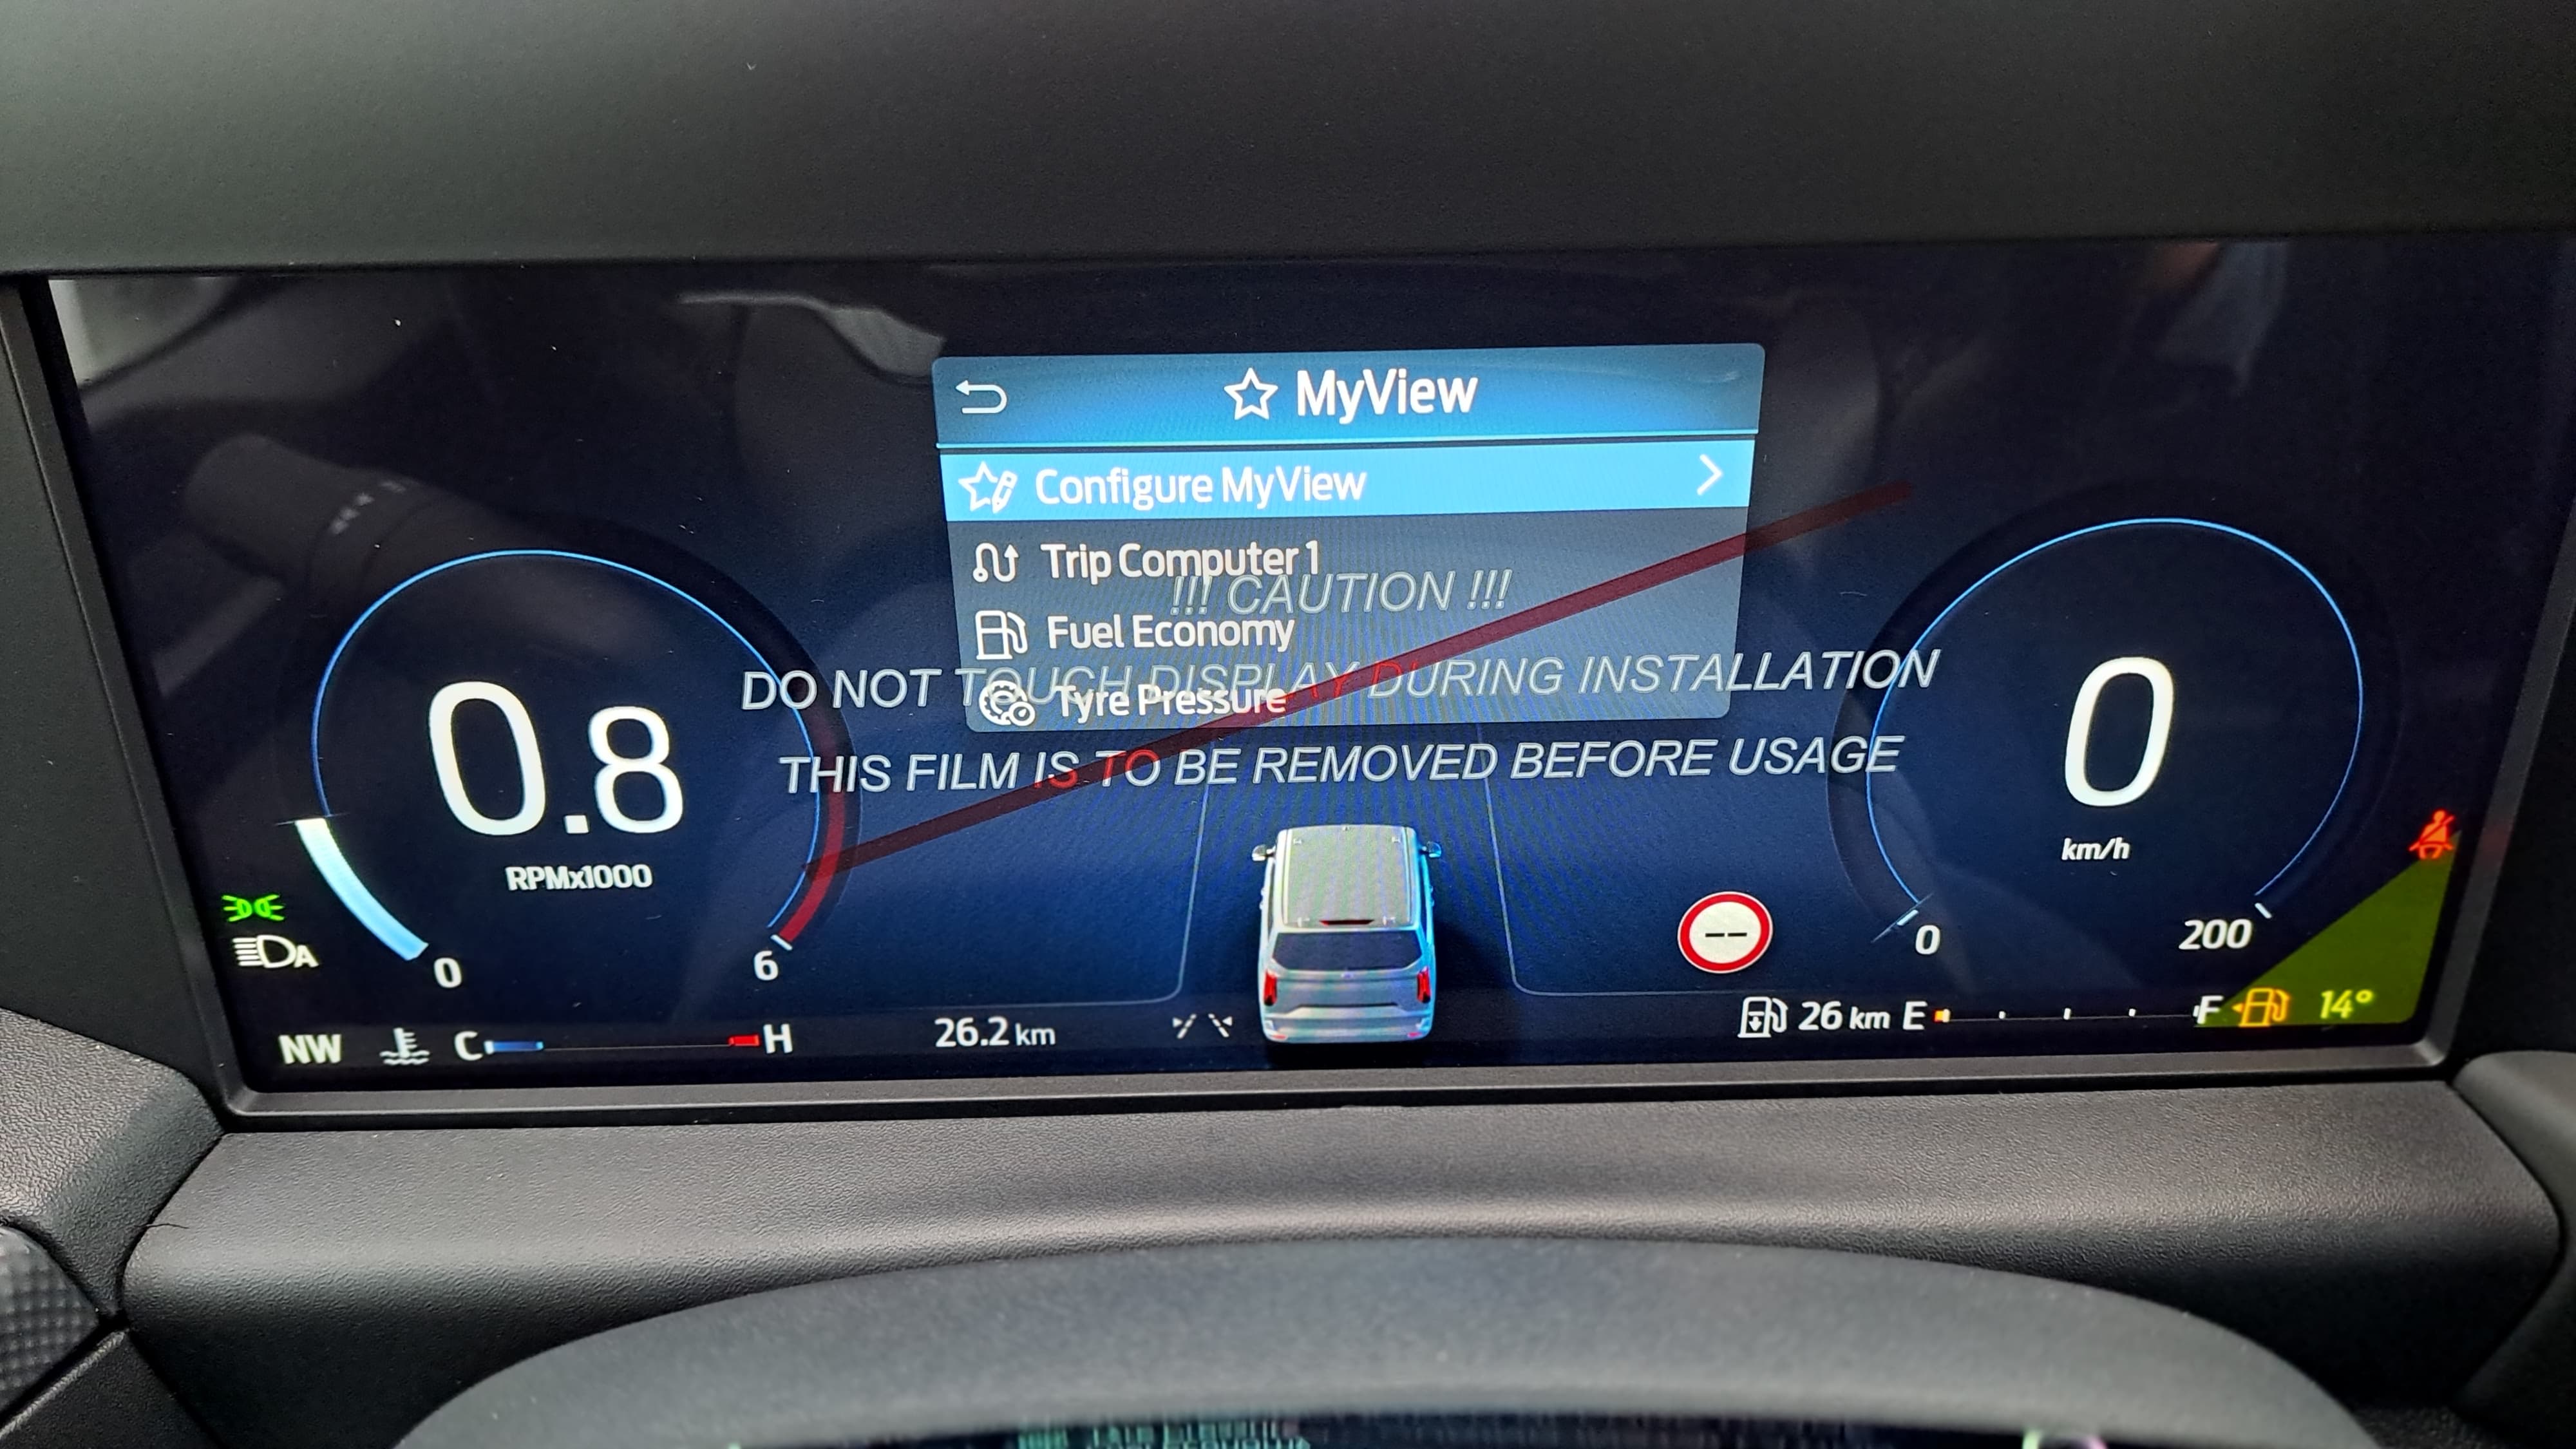 MyView
Configure MyView
Trip Computer 1
!!! CAUTION !!!
Fuel Economy
DO NOT TOUCH DISPLAY DURING INSTALLATION
Tyre Pressure
THIS FILM IS TO BE REMOVED BEFORE USAGE
0.8
RPMx1000
0
6
0
km/h
0
200
--
A
NW
C
H
26.2 km
26 km
E
F
14°